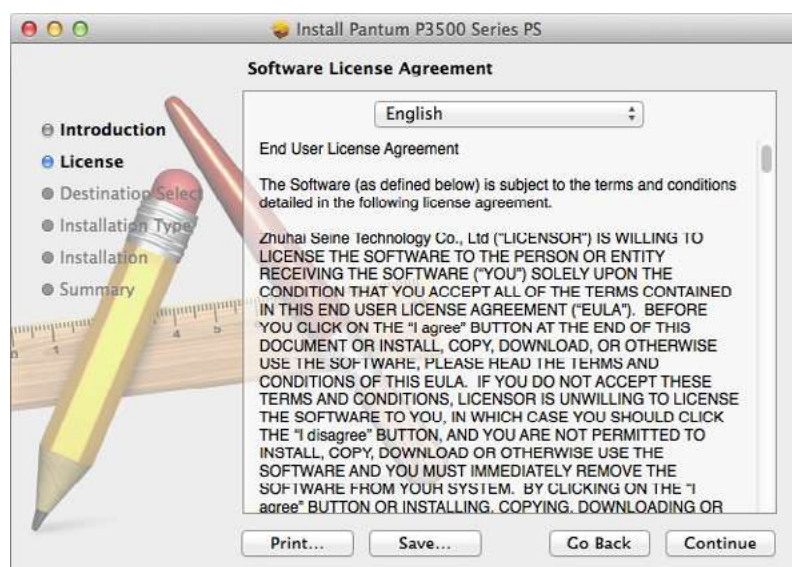 Install Pantum P3500 Series PS
Software License Agreement
Introduction
License
Destination Select
Installation Type
Installation
Summary
English
End User License Agreement
The Software (as defined below) is subject to the terms and conditions
detailed in the following license agreement.
Zhuhai Seine Technology Co., Ltd ("LICENSOR") IS WILLING TO
LICENSE THE SOFTWARE TO THE PERSON OR ENTITY
RECEIVING THE SOFTWARE ("YOU") SOLELY UPON THE
CONDITION THAT YOU ACCEPT ALL OF THE TERMS CONTAINED
IN THIS END USER LICENSE AGREEMENT ("EULA").  BEFORE
YOU CLICK ON THE "I agree" BUTTON AT THE END OF THIS
DOCUMENT OR INSTALL, COPY, DOWNLOAD, OR OTHERWISE
USE THE SOFTWARE, PLEASE READ THE TERMS AND
CONDITIONS OF THIS EULA.  IF YOU DO NOT ACCEPT THESE
TERMS AND CONDITIONS, LICENSOR IS UNWILLING TO LICENSE
THE SOFTWARE TO YOU, IN WHICH CASE YOU SHOULD CLICK
THE "I disagree" BUTTON, AND YOU ARE NOT PERMITTED TO
INSTALL, COPY, DOWNLOAD OR OTHERWISE USE THE
SOFTWARE AND YOU MUST IMMEDIATELY REMOVE THE
SOFTWARE FROM YOUR SYSTEM.  BY CLICKING ON THE "I
agree" BUTTON OR INSTALLING, COPYING, DOWNLOADING OR
Print...
Save...
Go Back
Continue